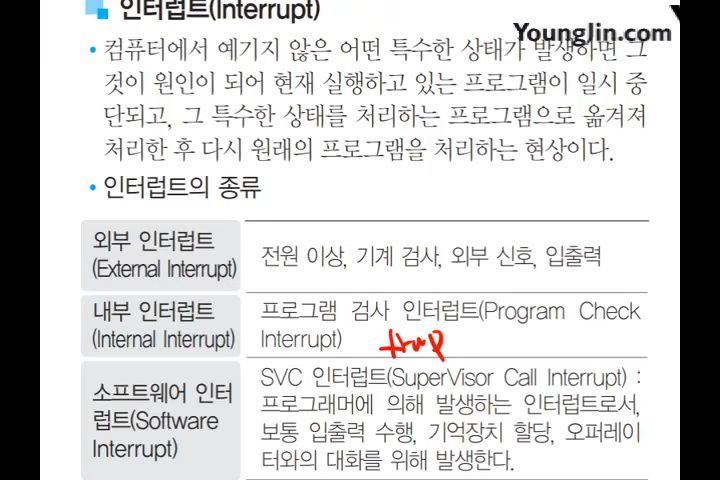 인터럽트(Interrupt)
YoungJin.com
• 컴퓨터에서 예기지 않은 어떤 특수한 상태가 발생하면 그
것이 원인이 되어 현재 실행하고 있는 프로그램이 일시 중
단되고, 그 특수한 상태를 처리하는 프로그램으로 옮겨져
처리한 후 다시 원래의 프로그램을 처리하는 현상이다.
• 인터럽트의 종류
외부 인터럽트
(External Interrupt)
전원 이상, 기계 검사, 외부 신호, 입출력
내부 인터럽트
(Internal Interrupt)
프로그램 검사 인터럽트(Program Check
Interrupt)
trap
소프트웨어 인터
럽트(Software
Interrupt)
SVC 인터럽트(SuperVisor Call Interrupt) :
프로그래머에 의해 발생하는 인터럽트로서,
보통 입출력 수행, 기억장치 할당, 오퍼레이
터와의 대화를 위해 발생한다.